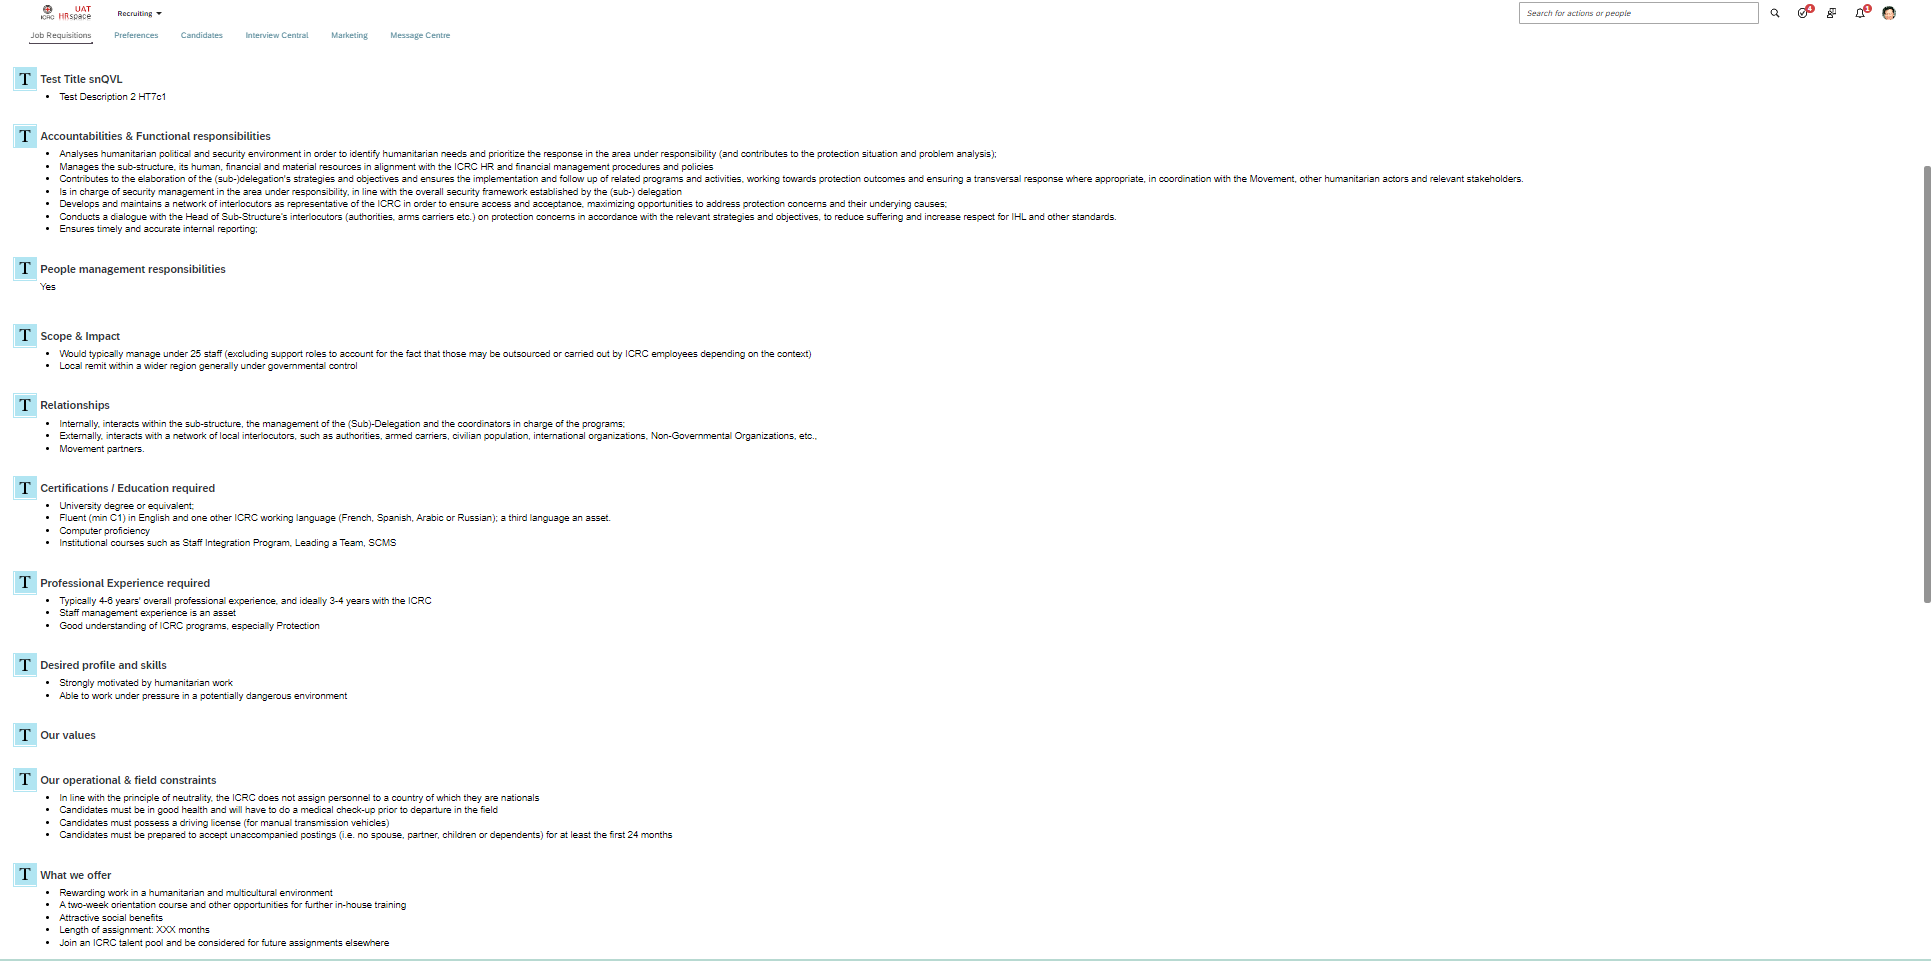 ICRC
UAT
HRspace
Recruiting
Search for actions or people
4
1
Job Requisitions
Preferences
Candidates
Interview Central
Marketing
Message Centre
T Test Title snQVL
• Test Description 2 HT7c1
T Accountabilities & Functional responsibilities
• Analyses humanitarian political and security environment in order to identify humanitarian needs and prioritize the response in the area under responsibility (and contributes to the protection situation and problem analysis);
• Manages the sub-structure, its human, financial and material resources in alignment with the ICRC HR and financial management procedures and policies
• Contributes to the elaboration of the (sub-)delegation's strategies and objectives and ensures the implementation and follow up of related programs and activities, working towards protection outcomes and ensuring a transversal response where appropriate, in coordination with the Movement, other humanitarian actors and relevant stakeholders.
• Is in charge of security management in the area under responsibility, in line with the overall security framework established by the (sub-) delegation
• Develops and maintains a network of interlocutors as representative of the ICRC in order to ensure access and acceptance, maximizing opportunities to address protection concerns and their underlying causes;
• Conducts a dialogue with the Head of Sub-Structure's interlocutors (authorities, arms carriers etc.) on protection concerns in accordance with the relevant strategies and objectives, to reduce suffering and increase respect for IHL and other standards.
• Ensures timely and accurate internal reporting;
T People management responsibilities
Yes
T Scope & Impact
• Would typically manage under 25 staff (excluding support roles to account for the fact that those may be outsourced or carried out by ICRC employees depending on the context)
• Local remit within a wider region generally under governmental control
T Relationships
• Internally, interacts within the sub-structure, the management of the (Sub)-Delegation and the coordinators in charge of the programs;
• Externally, interacts with a network of local interlocutors, such as authorities, armed carriers, civilian population, international organizations, Non-Governmental Organizations, etc.,
• Movement partners.
T Certifications / Education required
• University degree or equivalent;
• Fluent (min C1) in English and one other ICRC working language (French, Spanish, Arabic or Russian); a third language an asset.
• Computer proficiency
• Institutional courses such as Staff Integration Program, Leading a Team, SCMS
T Professional Experience required
• Typically 4-6 years' overall professional experience, and ideally 3-4 years with the ICRC
• Staff management experience is an asset
• Good understanding of ICRC programs, especially Protection
T Desired profile and skills
• Strongly motivated by humanitarian work
• Able to work under pressure in a potentially dangerous environment
T Our values
T Our operational & field constraints
• In line with the principle of neutrality, the ICRC does not assign personnel to a country of which they are nationals
• Candidates must be in good health and will have to do a medical check-up prior to departure in the field
• Candidates must possess a driving license (for manual transmission vehicles)
• Candidates must be prepared to accept unaccompanied postings (i.e. no spouse, partner, children or dependents) for at least the first 24 months
T What we offer
• Rewarding work in a humanitarian and multicultural environment
• A two-week orientation course and other opportunities for further in-house training
• Attractive social benefits
• Length of assignment: XXX months
• Join an ICRC talent pool and be considered for future assignments elsewhere